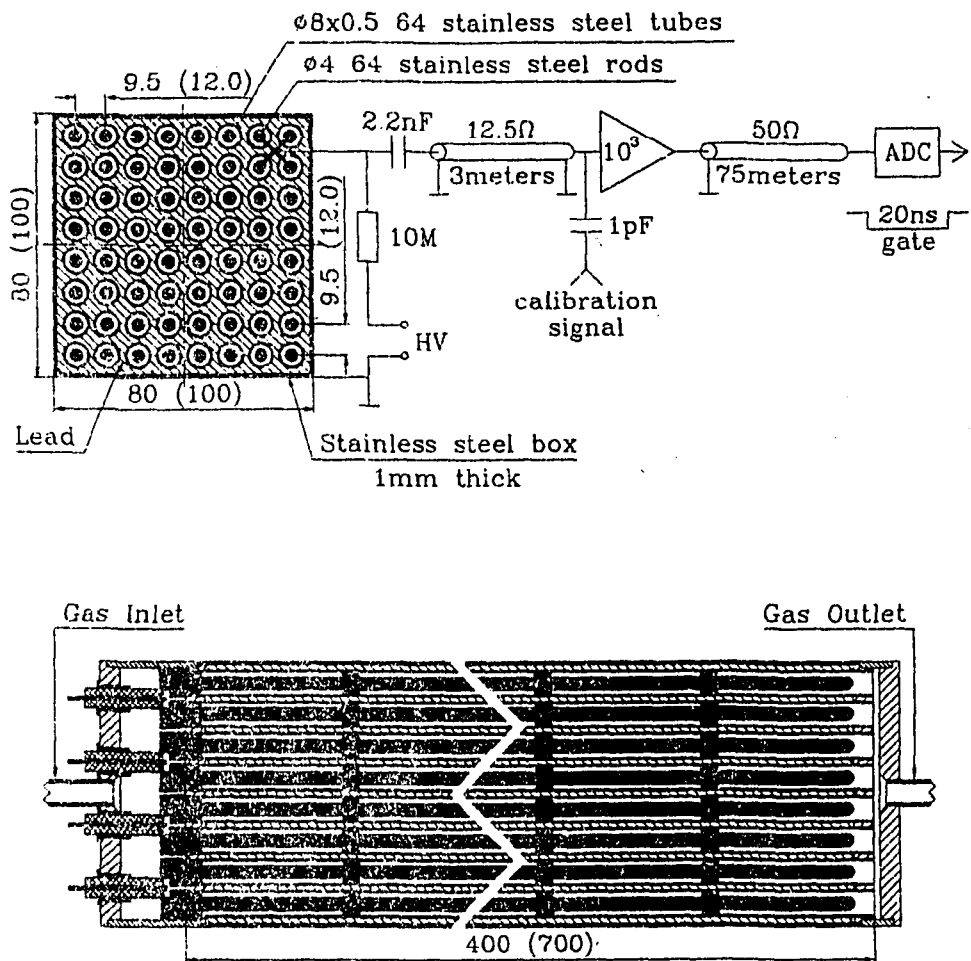 ø8x0.5 64 stainless steel tubes
ø4 64 stainless steel rods
9.5 (12.0)
2.2nF
12.5Ω
3meters
10³
50Ω
75meters
ADC
20ns
gate
1pF
calibration
signal
10M
HV
80 (100)
9.5 (12.0)
80 (100)
Lead
Stainless steel box
1mm thick
Gas Inlet
Gas Outlet
400 (700)